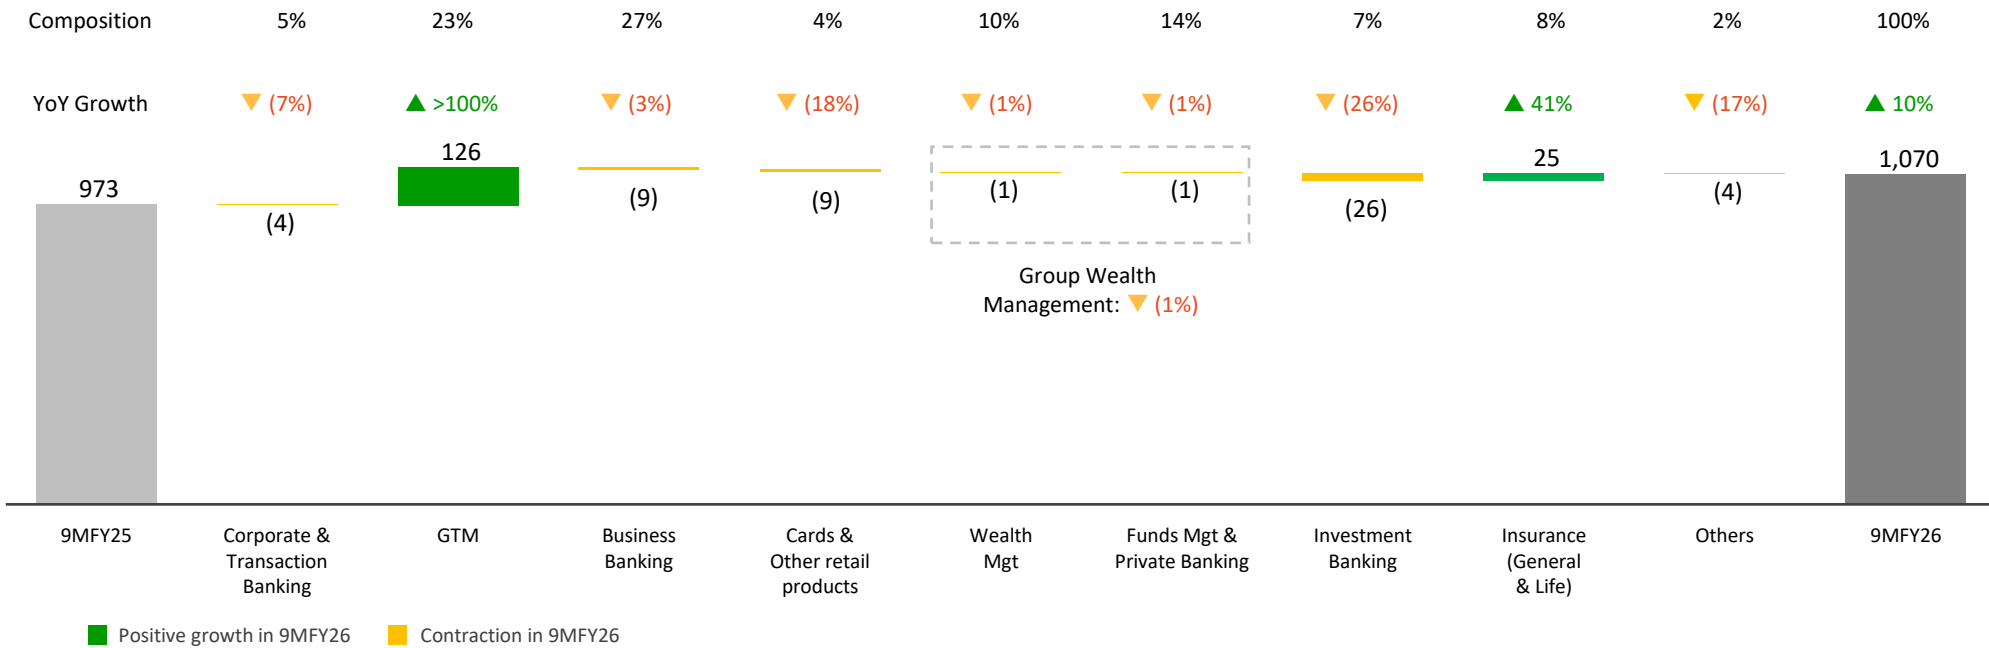 Composition 5% 23% 27% 4% 10% 14% 7% 8% 2% 100%
YoY Growth ▼ (7%) ▲ >100% ▼ (3%) ▼ (18%) ▼ (1%) ▼ (1%) ▼ (26%) ▲ 41% ▼ (17%) ▲ 10%
973 (4) 126 (9) (9) (1) (1) (26) 25 (4) 1,070
Group Wealth
Management: ▼ (1%)
9MFY25
Corporate &
Transaction
Banking
GTM
Business
Banking
Cards &
Other retail
products
Wealth
Mgt
Funds Mgt &
Private Banking
Investment
Banking
Insurance
(General
& Life)
Others
9MFY26
Positive growth in 9MFY26
Contraction in 9MFY26